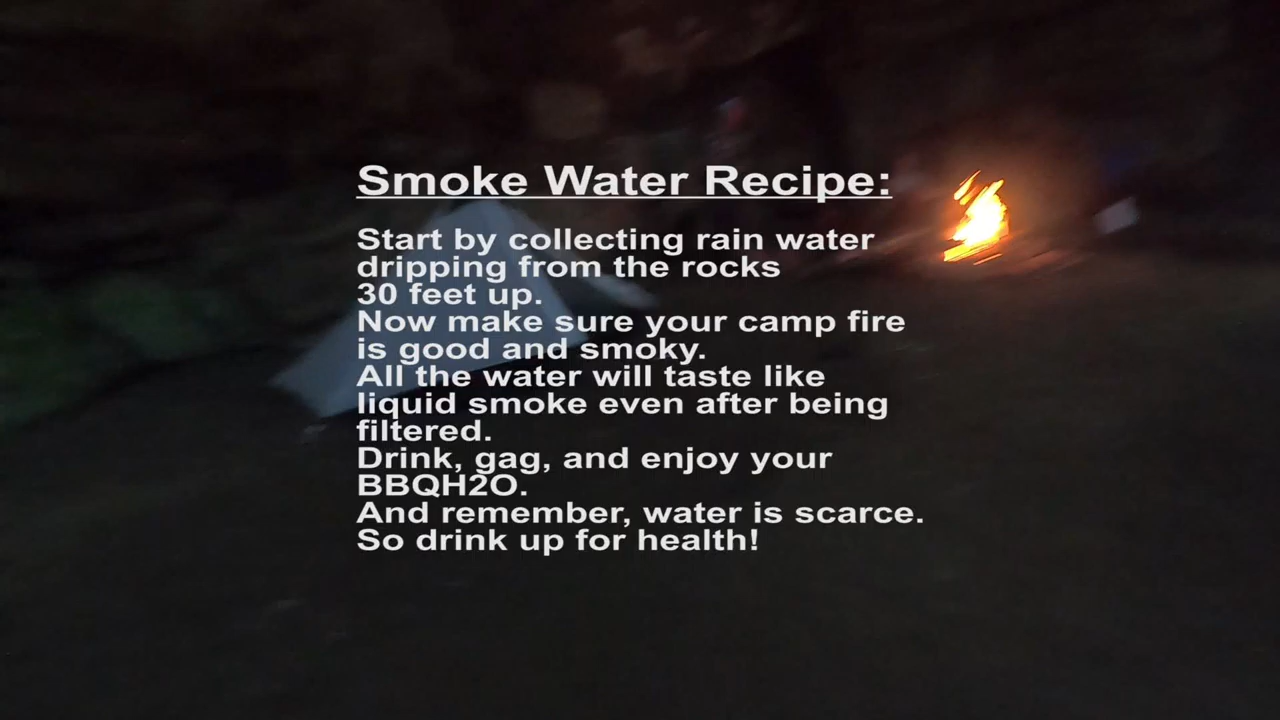 Smoke Water Recipe:
Start by collecting rain water
dripping from the rocks
30 feet up.
Now make sure your camp fire
is good and smoky.
All the water will taste like
liquid smoke even after being
filtered.
Drink, gag, and enjoy your
BBQH2O.
And remember, water is scarce.
So drink up for health!